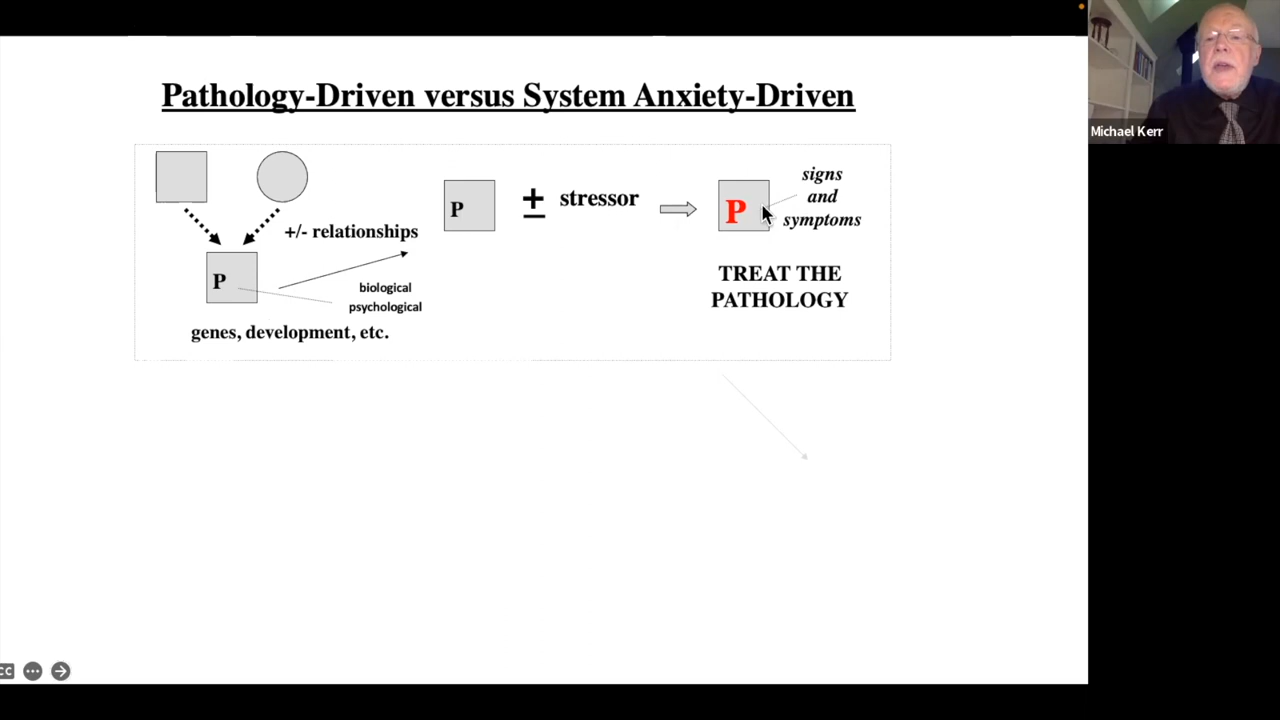 Pathology-Driven versus System Anxiety-Driven
P
+/- relationships
biological
psychological
genes, development, etc.
P
± stressor
P
signs
and
symptoms
TREAT THE
PATHOLOGY
Michael Kerr
CC